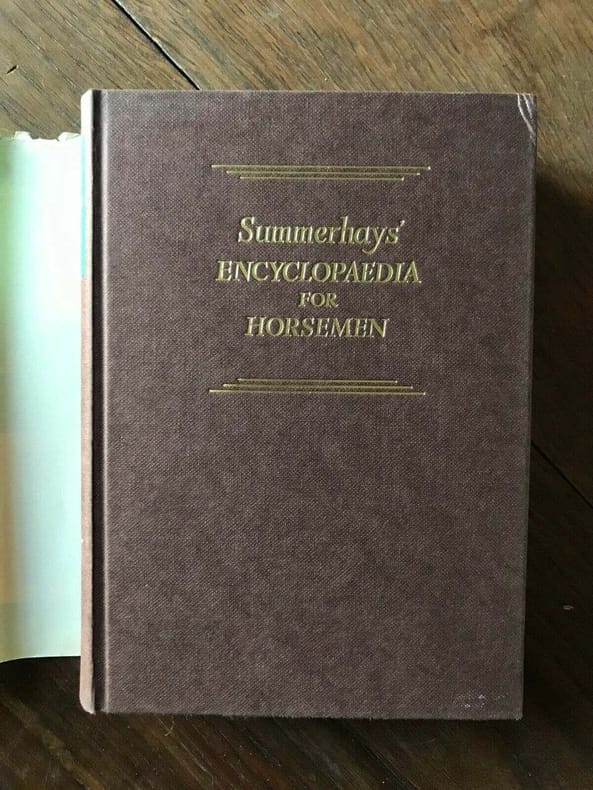 Summerhays'
ENCYCLOPAEDIA
FOR
HORSEMEN